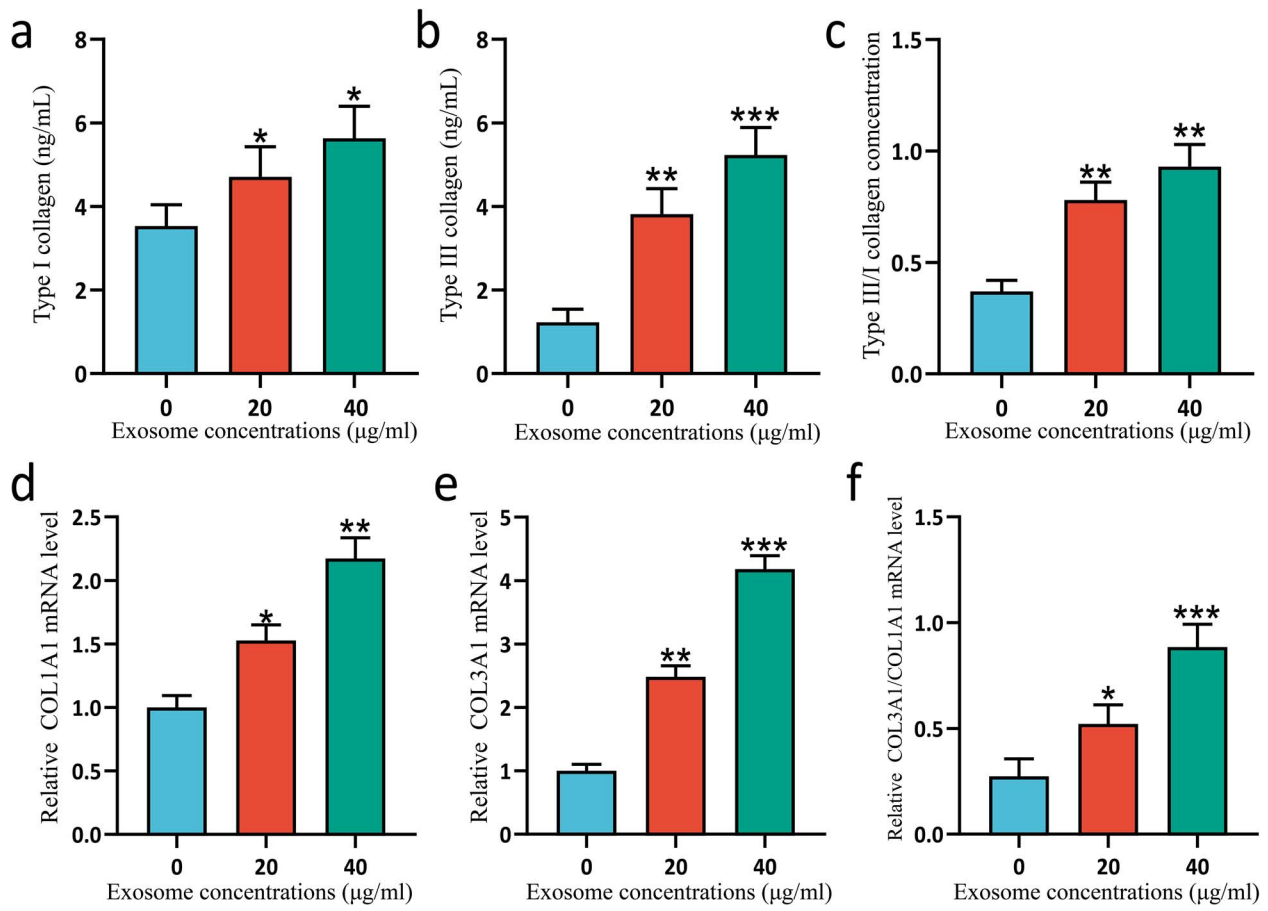 a
Type I collagen (ng/mL)
8
6
4
2
0
*
*
0 20 40
Exosome concentrations (μg/ml)
b
Type III collagen (ng/mL)
8
6
4
2
0
**
***
0 20 40
Exosome concentrations (μg/ml)
c
Type III/I collagen comcentration
1.5
1.0
0.5
0.0
**
**
0 20 40
Exosome concentrations (μg/ml)
d
Relative COL1A1 mRNA level
2.5
2.0
1.5
1.0
0.5
0.0
*
**
0 20 40
Exosome concentrations (μg/ml)
e
Relative COL3A1 mRNA level
5
4
3
2
1
0
**
***
0 20 40
Exosome concentrations (μg/ml)
f
Relative COL3A1/COL1A1 mRNA level
1.5
1.0
0.5
0.0
*
***
0 20 40
Exosome concentrations (μg/ml)